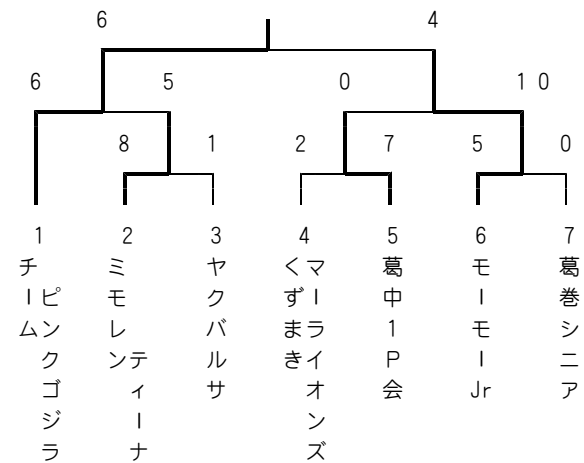 6 4
6 5 0 10
8 1 2 7 5 0
1 2 3 4 5 6 7
チーム
ピンクゴジラ
ミモレン
ティーナ
ヤクバルサ
くずまき
マーライオンズ
葛中1P会
モーモーJr
葛巻シニア